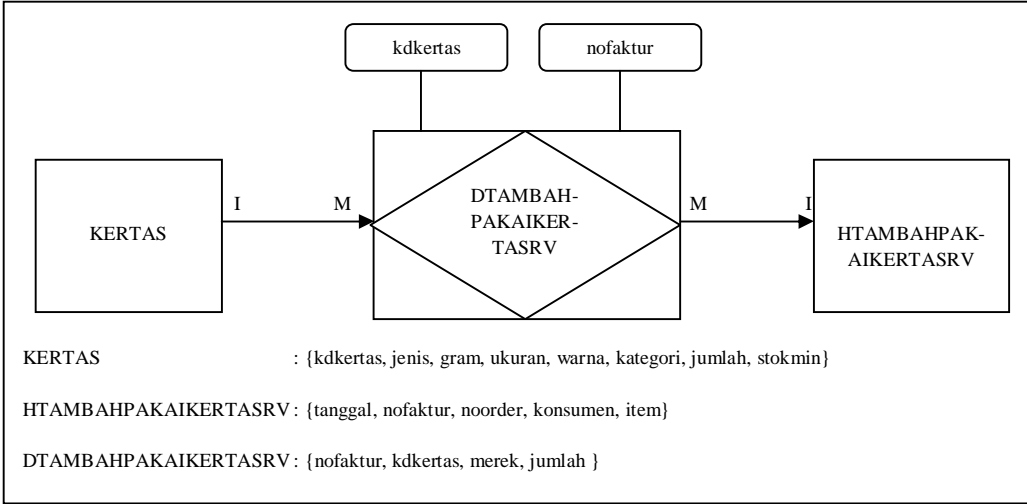 kdkertas
nofaktur
KERTAS
I
M
DTAMBAH-
PAKAIKER-
TASRV
M
I
HTAMBAHPAK-
AIKERTASRV
KERTAS : {kdkertas, jenis, gram, ukuran, warna, kategori, jumlah, stokmin}
HTAMBAHPAKAIKERTASRV : {tanggal, nofaktur, noorder, konsumen, item}
DTAMBAHPAKAIKERTASRV : {nofaktur, kdkertas, merek, jumlah }